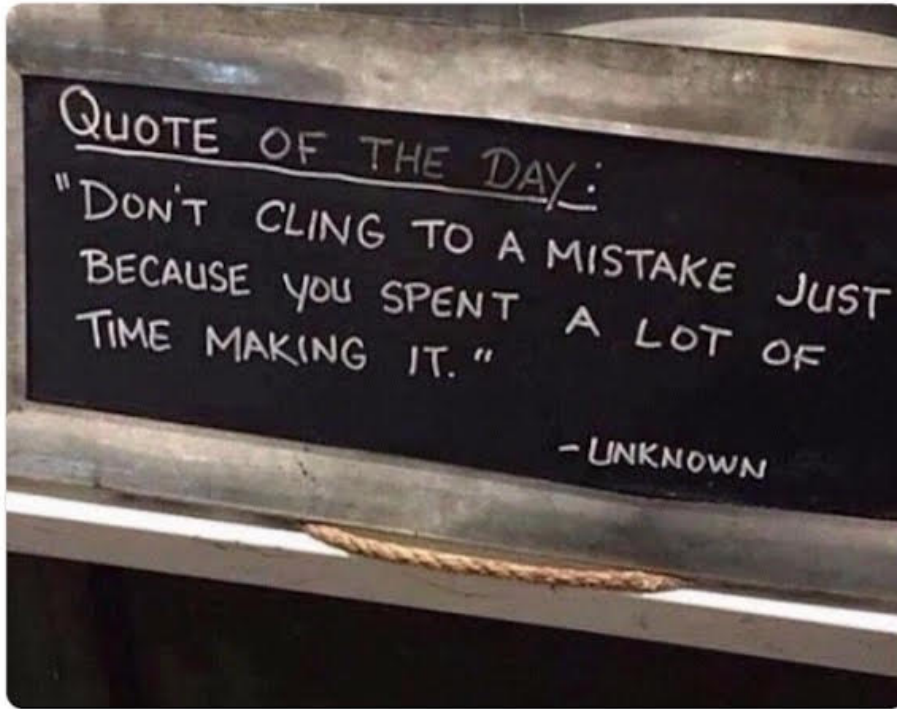 QUOTE OF THE DAY:
"DON'T CLING TO A MISTAKE JUST
BECAUSE YOU SPENT A LOT OF
TIME MAKING IT."
-UNKNOWN